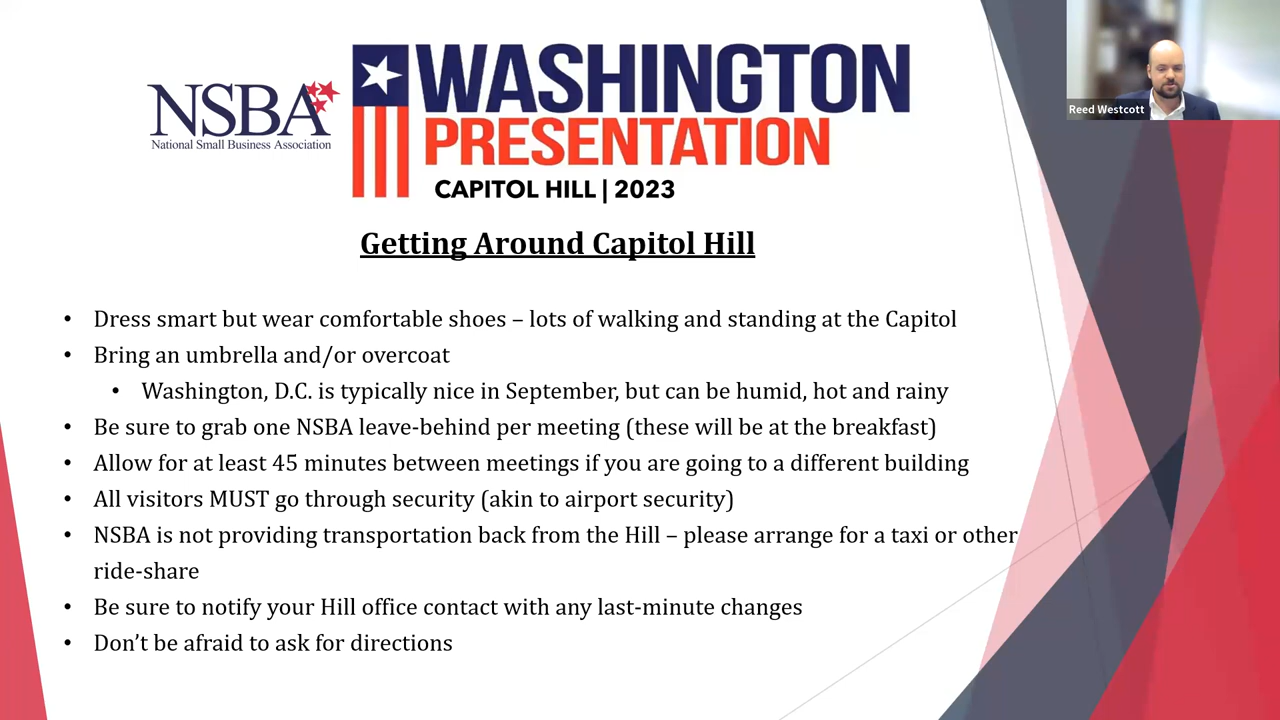 NSBA
National Small Business Association
WASHINGTON
PRESENTATION
CAPITOL HILL | 2023
Reed Westcott
Getting Around Capitol Hill
• Dress smart but wear comfortable shoes – lots of walking and standing at the Capitol
• Bring an umbrella and/or overcoat
• Washington, D.C. is typically nice in September, but can be humid, hot and rainy
• Be sure to grab one NSBA leave-behind per meeting (these will be at the breakfast)
• Allow for at least 45 minutes between meetings if you are going to a different building
• All visitors MUST go through security (akin to airport security)
• NSBA is not providing transportation back from the Hill – please arrange for a taxi or other
ride-share
• Be sure to notify your Hill office contact with any last-minute changes
• Don’t be afraid to ask for directions